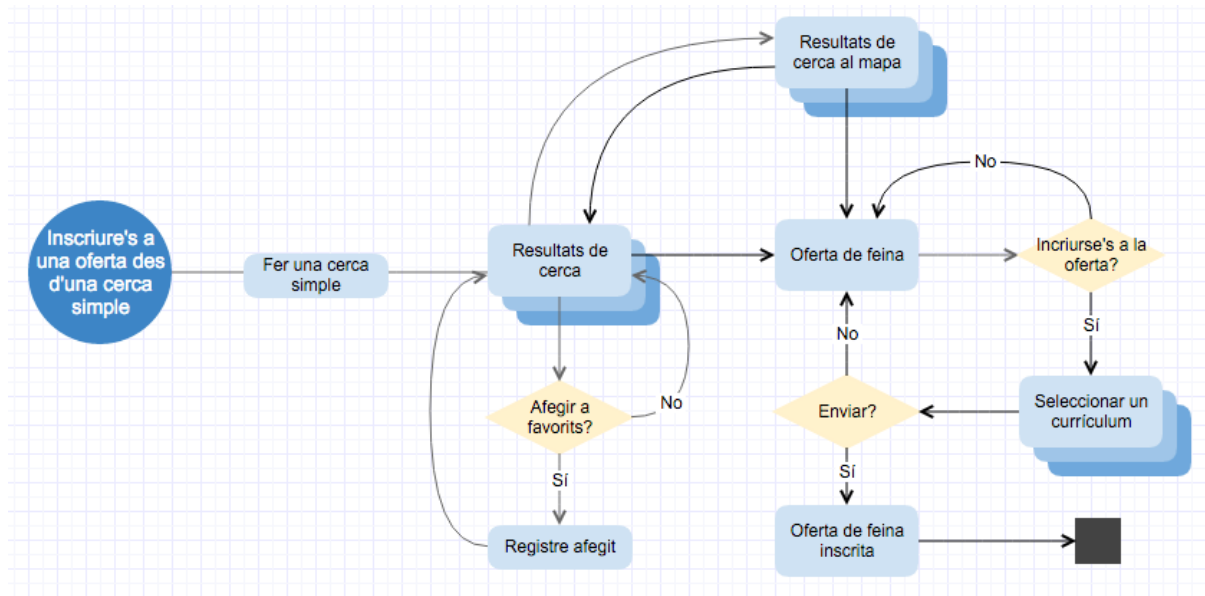 Resultats de
cerca al mapa
No
Inscriure's a
una oferta des
d'una cerca
simple
Fer una cerca
simple
Resultats de
cerca
Oferta de feina
Incriurse's a la
oferta?
Sí
No
Afegir a
favorits?
No
Enviar?
Seleccionar un
currículum
Sí
Sí
Registre afegit
Oferta de feina
inscrita